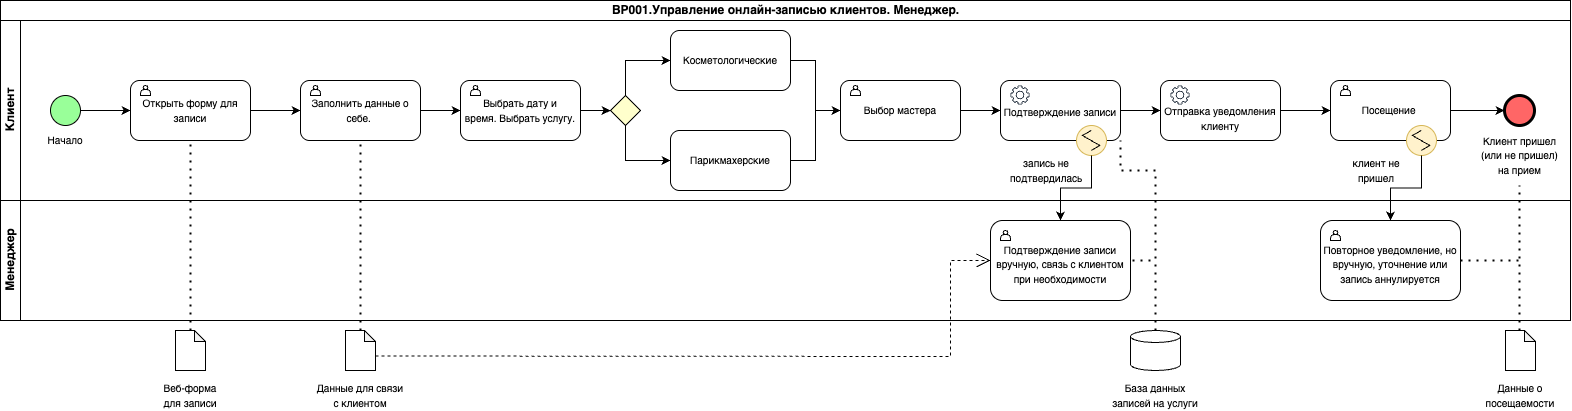 BP001.Управление онлайн-записью клиентов. Менеджер.
Клиент
Начало
Открыть форму для
записи
Заполнить данные о
себе.
Выбрать дату и
время. Выбрать услугу.
Косметологические
Парикмахерские
Выбор мастера
Подтверждение записи
запись не
подтвердилась
Отправка уведомления
клиенту
Посещение
клиент не
пришел
Клиент пришел
(или не пришел)
на прием
Менеджер
Подтверждение записи
вручную, связь с клиентом
при необходимости
Повторное уведомление, но
вручную, уточнение или
запись аннулируется
Веб-форма
для записи
Данные для связи
с клиентом
База данных
записей на услуги
Данные о
посещаемости